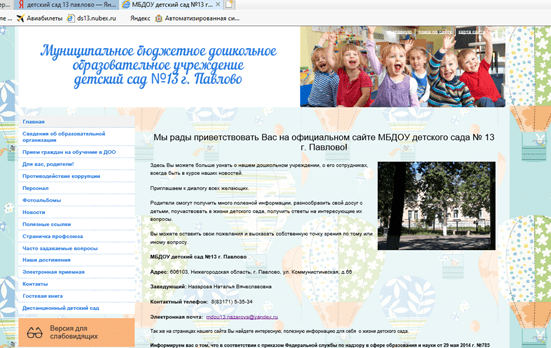 детский сад 13 павлово — Ян...
МБДОУ детский сад №13 г. ...
Авиабилеты
ds13.nubex.ru
Яндекс
Автоматизированная си...
карта сайта
Муниципальное бюджетное дошкольное
образовательное учреждение
детский сад №13 г. Павлово
Главная
Сведения об образовательной
организации
Прием граждан на обучение в ДОО
Для вас, родители!
Противодействие коррупции
Персонал
Фотоальбомы
Новости
Полезные ссылки
Страничка профсоюза
Часто задаваемые вопросы
Наши достижения
Электронная приемная
Контакты
Гостевая книга
Дистанционный детский сад
Версия для
слабовидящих
Мы рады приветствовать Вас на официальном сайте МБДОУ детского сада № 13
г. Павлово!
Здесь Вы можете больше узнать о нашем дошкольном учреждении, о его сотрудниках,
всегда быть в курсе наших новостей.
Приглашаем к диалогу всех желающих.
Родители смогут получить много полезной информации, разнообразить свой досуг с
детьми, поучаствовать в жизни детского сада, получить ответы на интересующие их
вопросы.
Вы можете оставить свои пожелания и высказать собственную точку зрения по тому или
иному вопросу.
МБДОУ детский сад №13 г. Павлово
Адрес: 606103, Нижегородская область, г. Павлово, ул. Коммунистическая, д.66
Заведующий: Назарова Наталья Вячеславовна
Контактный телефон: 8(83171) 5-35-34
Электронная почта: mdou13.nazarova@yandex.ru
Так же на страницах нашего сайта Вы найдете интересную, полезную информацию для себя о жизни детского сада.
Информируем вас о том, что в соответствии с приказом Федеральной службы по надзору в сфере образования и науки от 29 мая 2014 г. №785